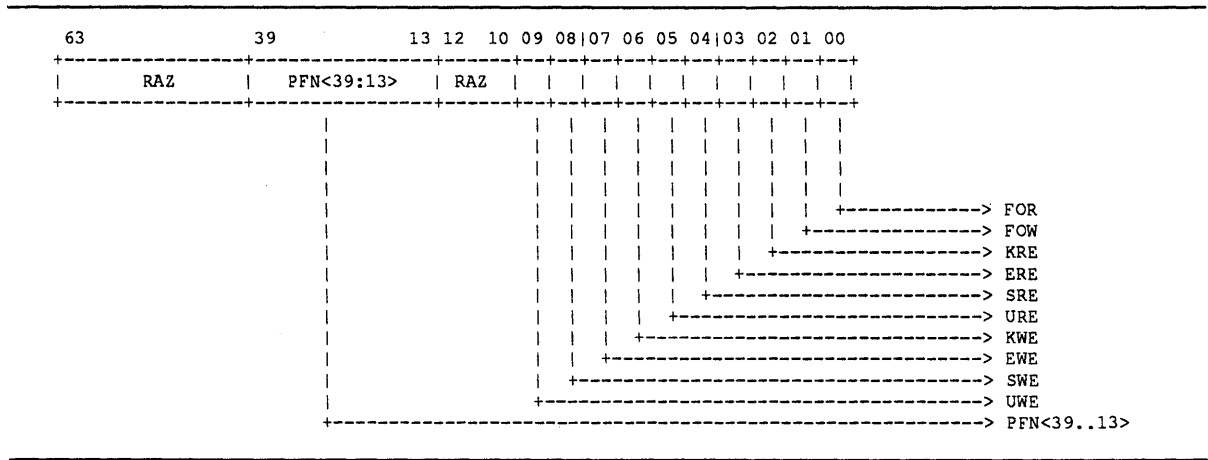 63 39 13 12 10 09 08|07 06 05 04|03 02 01 00
RAZ | PFN<39:13> | RAZ
FOR
FOW
KRE
ERE
SRE
URE
KWE
EWE
SWE
UWE
PFN<39..13>